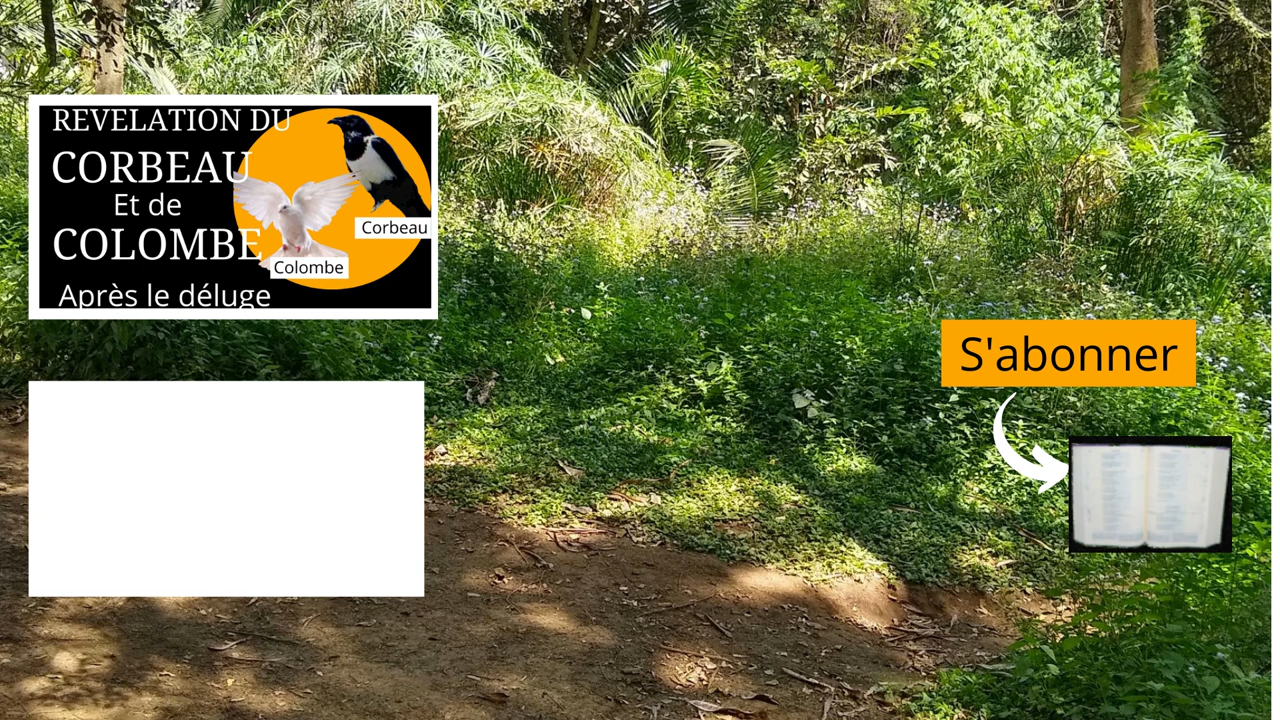 REVELATION DU
CORBEAU
Et de
COLOMBE
Après le déluge
Corbeau
Colombe
S'abonner